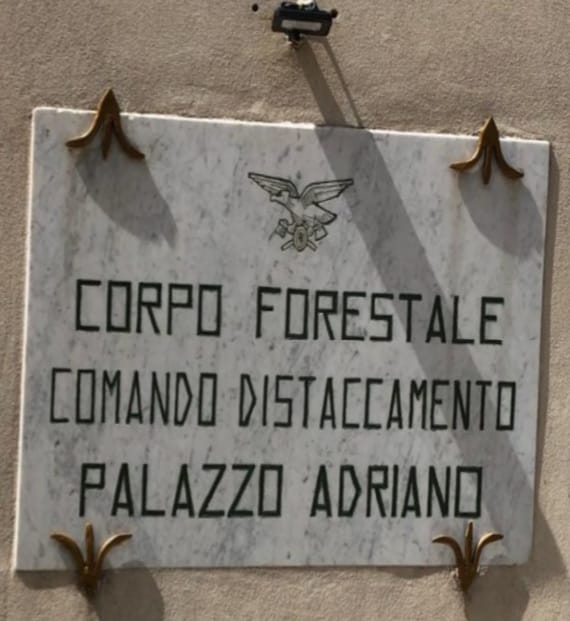 CORPO FORESTALE
COMANDO DISTACCAMENTO
PALAZZO ADRIANO